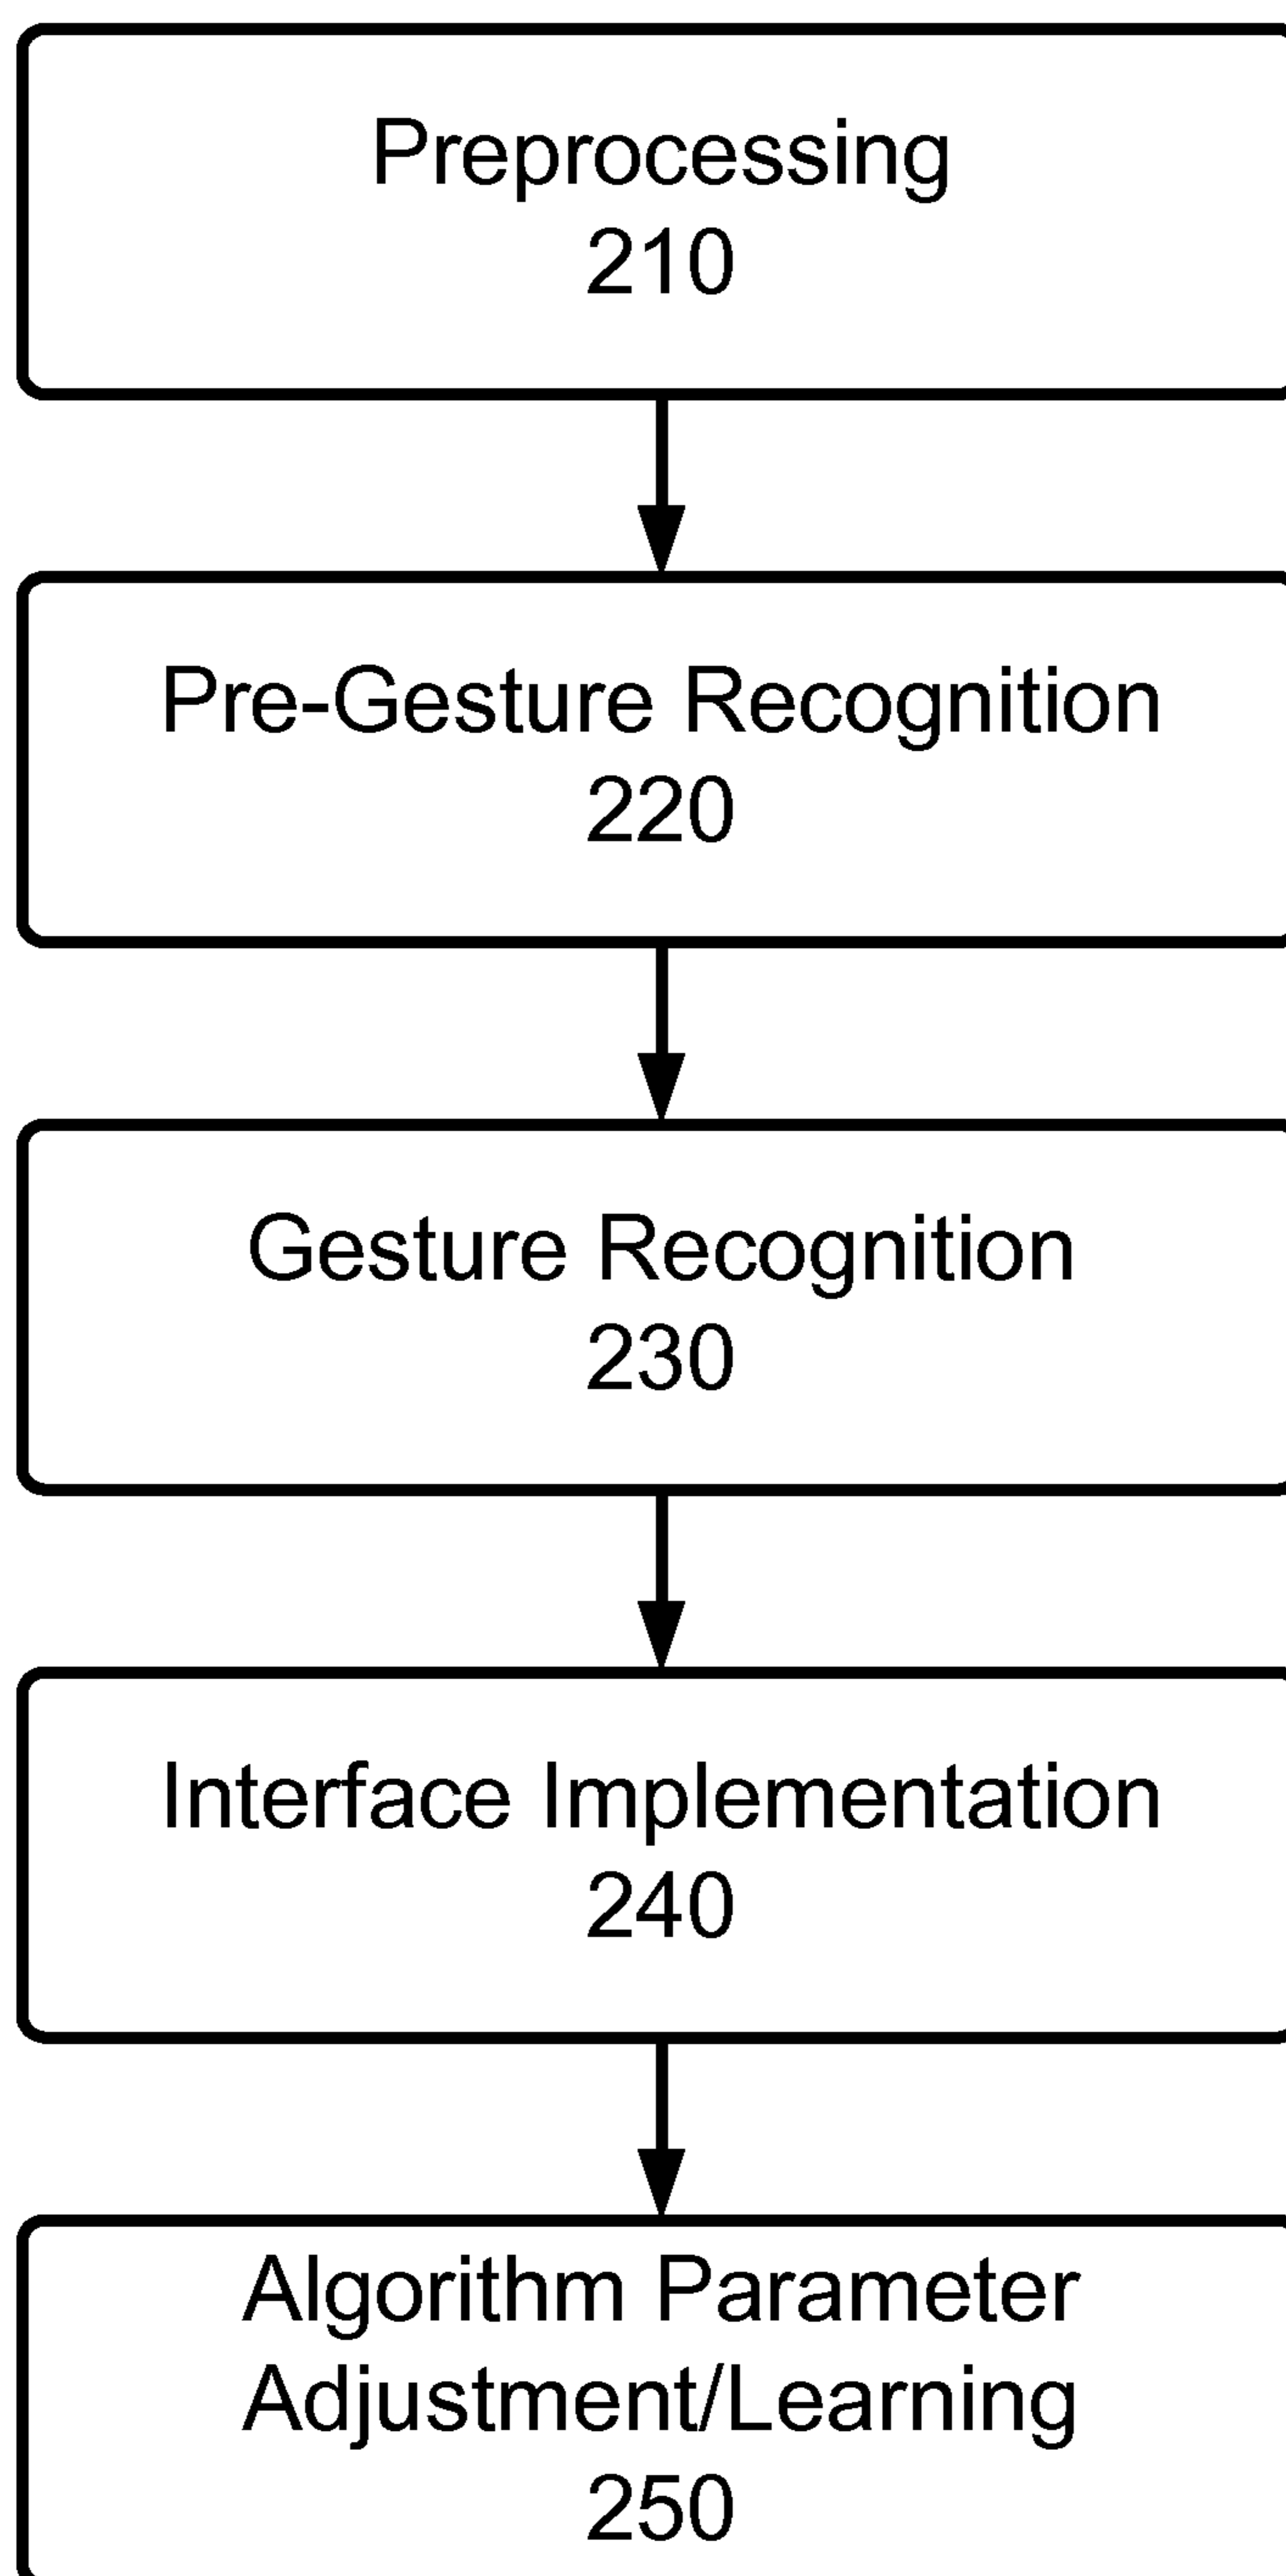 Preprocessing
210
Pre-Gesture Recognition
220
Gesture Recognition
230
Interface Implementation
240
Algorithm Parameter
Adjustment/Learning
250